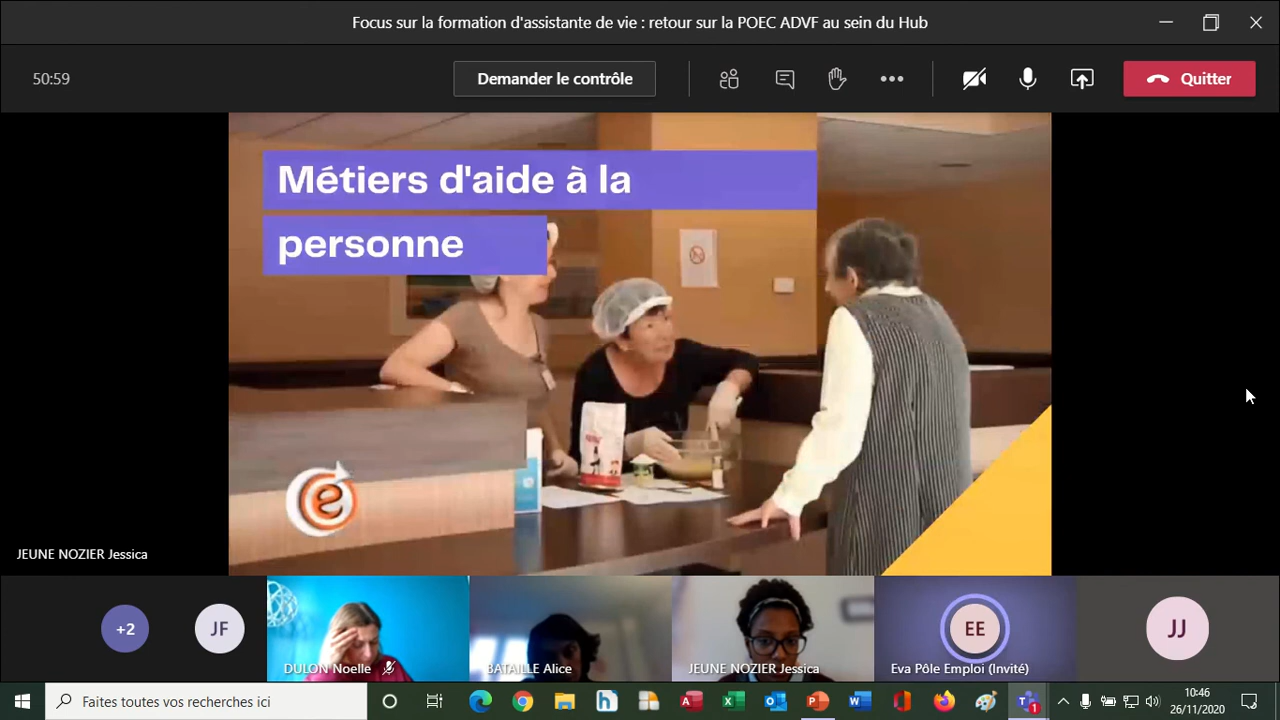 Focus sur la formation d'assistante de vie : retour sur la POEC ADVF au sein du Hub
50:59
Demander le contrôle
Quitter
Métiers d'aide à la
personne
e
JEUNE NOZIER Jessica
+2
JF
DULON Noelle
BATAILLE Alice
JEUNE NOZIER Jessica
EE
Eva Pôle Emploi (Invité)
JJ
Faites toutes vos recherches ici
10:46
26/11/2020